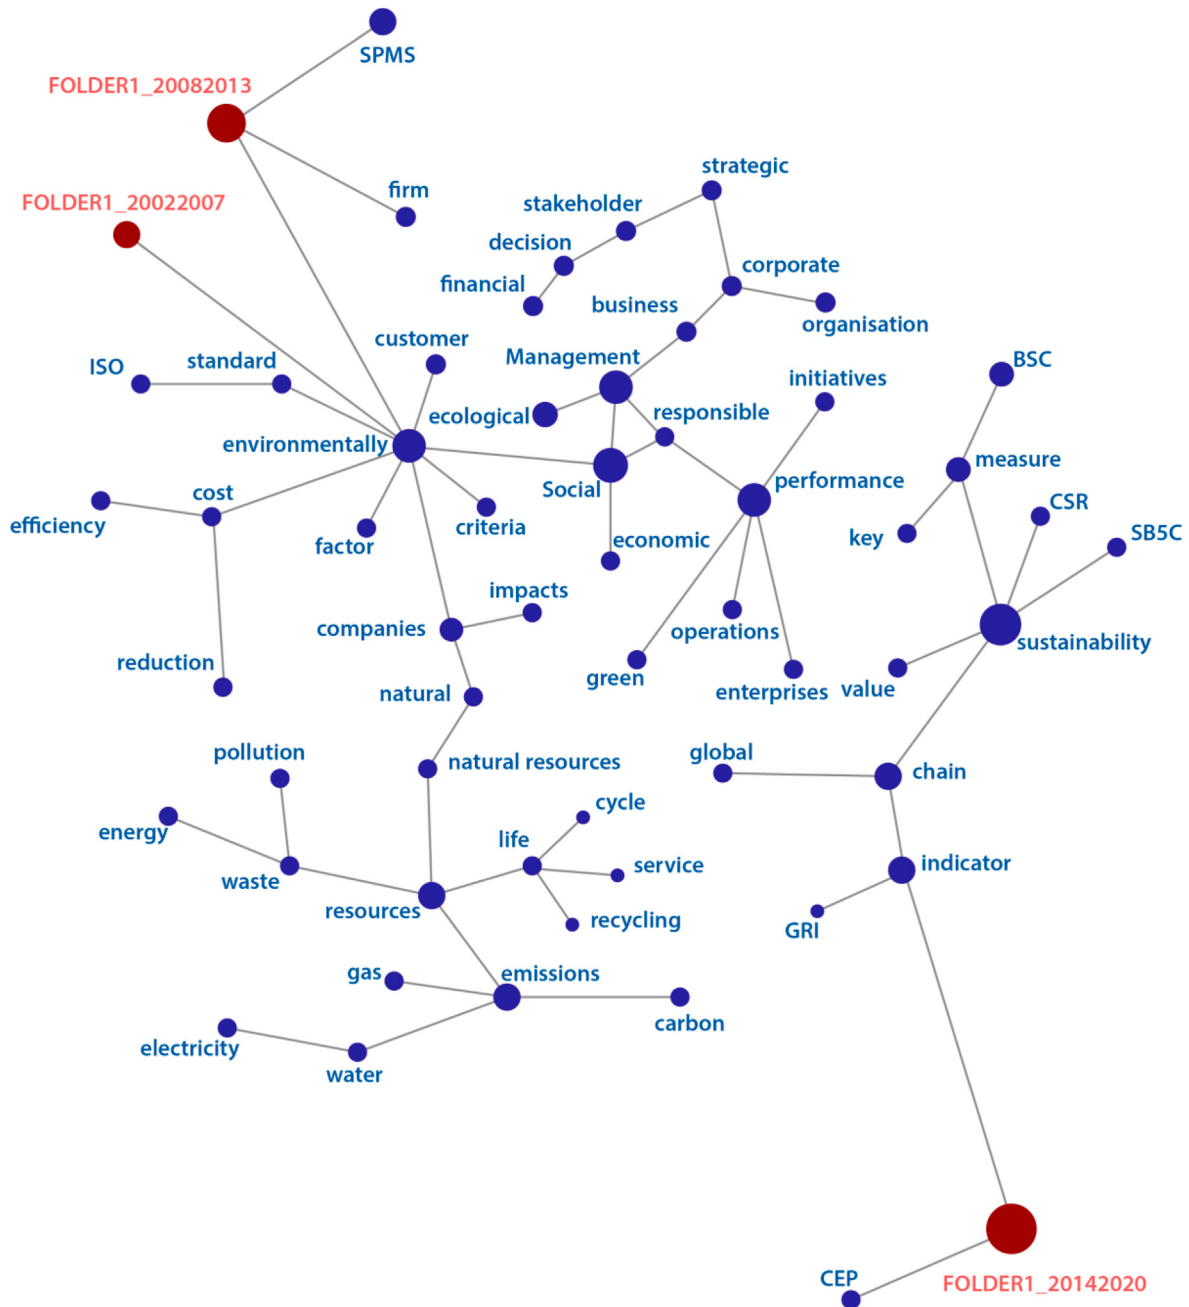 SPMS
FOLDER1_20082013
strategic
firm
FOLDER1_20022007
stakeholder
decision
corporate
financial
business
organisation
customer
Management
BSC
ISO
standard
initiatives
ecological
responsible
environmentally
measure
performance
Social
cost
CSR
efficiency
criteria
SB5C
factor
economic
key
impacts
companies
operations
sustainability
reduction
green
natural
enterprises
value
pollution
global
natural resources
chain
cycle
energy
life
service
indicator
waste
resources
recycling
GRI
gas
emissions
carbon
electricity
water
CEP
FOLDER1_20142020